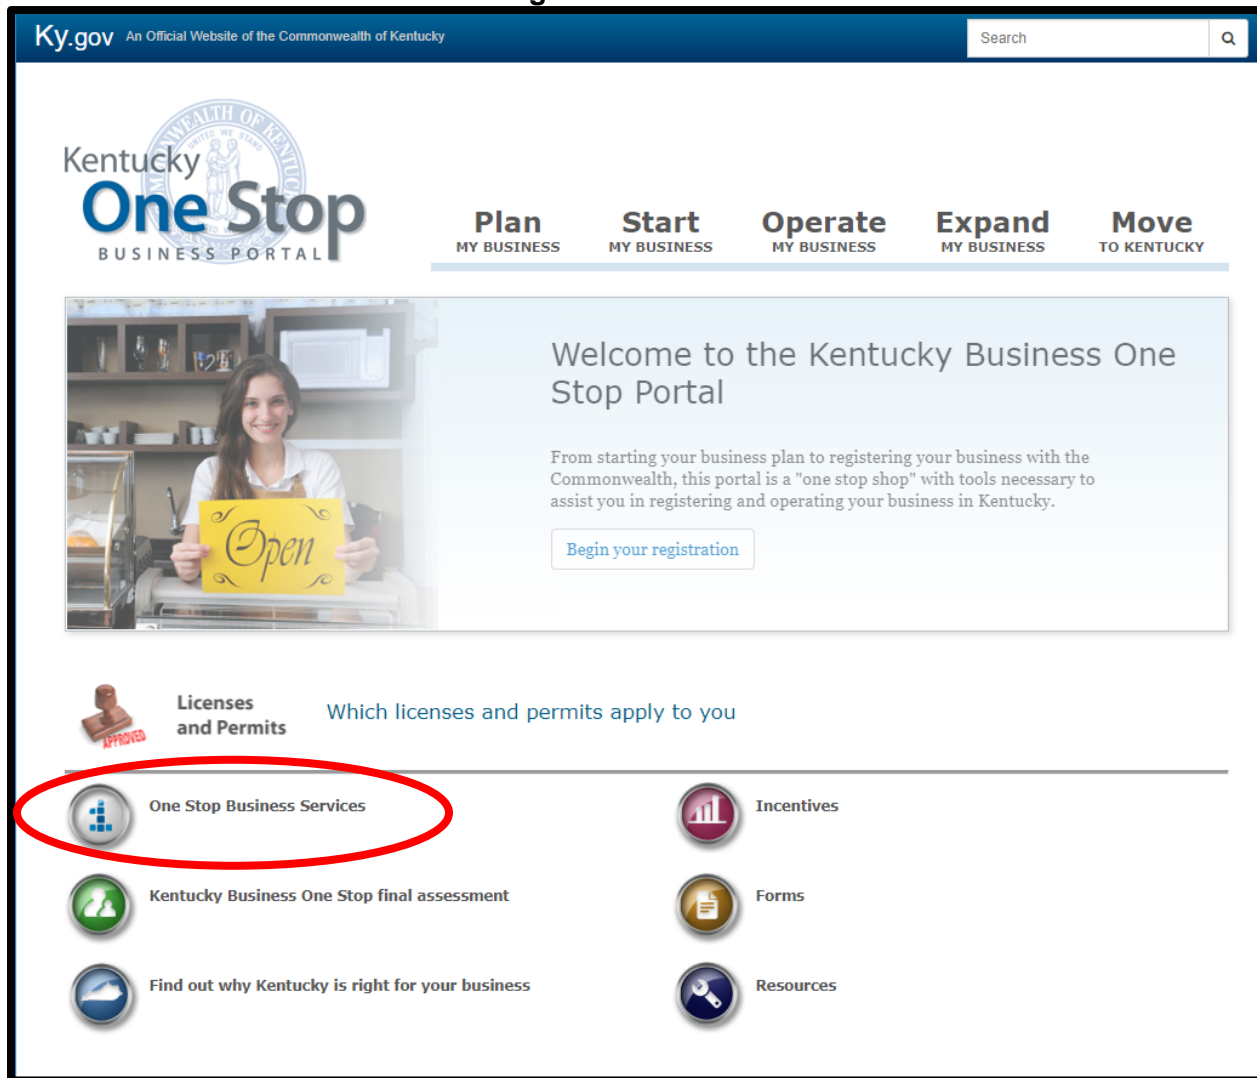 g
Ky.gov An Official Website of the Commonwealth of Kentucky
Search
Kentucky
One Stop
BUSINESS PORTAL
Plan
MY BUSINESS
Start
MY BUSINESS
Operate
MY BUSINESS
Expand
MY BUSINESS
Move
TO KENTUCKY
Open
Welcome to the Kentucky Business One
Stop Portal
From starting your business plan to registering your business with the
Commonwealth, this portal is a "one stop shop" with tools necessary to
assist you in registering and operating your business in Kentucky.
Begin your registration
APPROVED
Licenses
and Permits
Which licenses and permits apply to you
One Stop Business Services
Incentives
Kentucky Business One Stop final assessment
Forms
Find out why Kentucky is right for your business
Resources